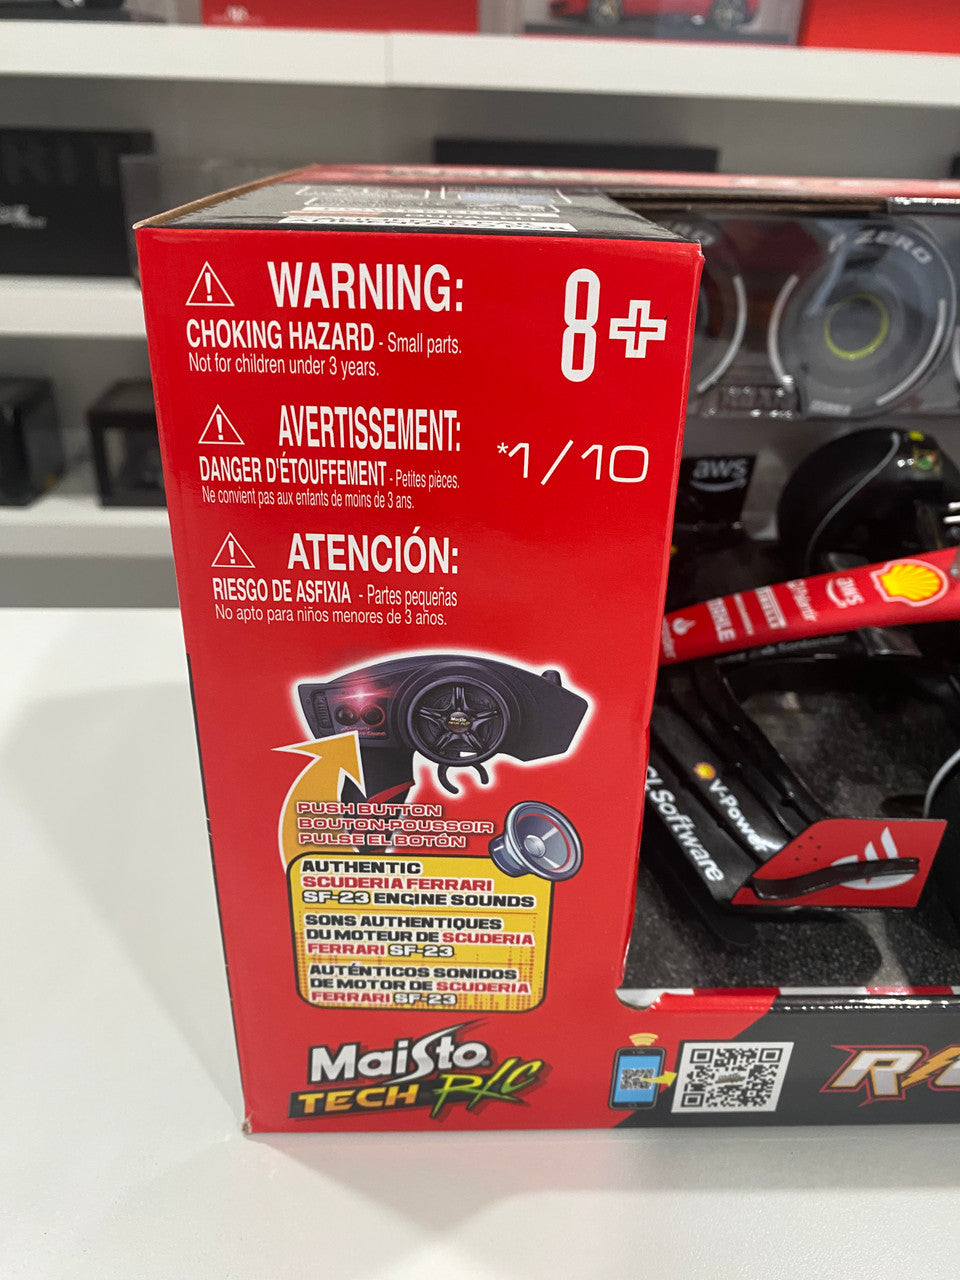 WARNING:
CHOKING HAZARD - Small parts.
Not for children under 3 years.
8+
AVERTISSEMENT:
DANGER D'ÉTOUFFEMENT - Petites pièces.
Ne convient pas aux enfants de moins de 3 ans.
*1/10
ATENCIÓN:
RIESGO DE ASFIXIA - Partes pequeñas
No apto para niños menores de 3 años.
Maisto
PUSH BUTTON
BOUTON-POUSSOIR
PULSE EL BOTÓN
AUTHENTIC
SCUDERIA FERRARI
SF-23 ENGINE SOUNDS
SONS AUTHENTIQUES
DU MOTEUR DE SCUDERIA
FERRARI SF-23
AUTÉNTICOS SONIDOS
DE MOTOR DE SCUDERIA
FERRARI SF-23
Maisto
TECH R/C
P ZERO
aws
aws
MAHLE
V-Power
Software
R/C